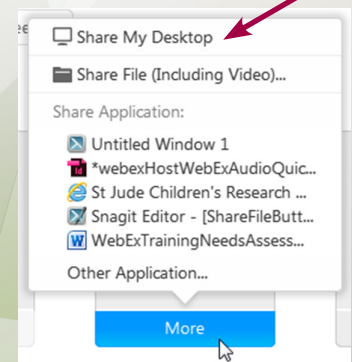 Share My Desktop
Share File (Including Video)...
Share Application:
Untitled Window 1
*webexHostWebExAudioQuic...
St Jude Children's Research ...
Snagit Editor - [ShareFileButt...
WebExTrainingNeedsAssess...
Other Application...
More